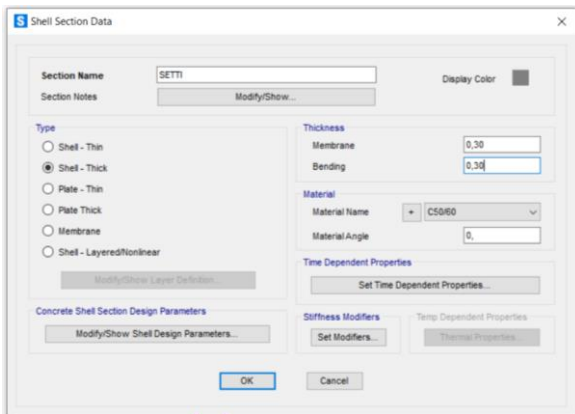 S Shell Section Data
Section Name SETTI Display Color
Section Notes Modify/Show...
Type
Shell - Thin
Shell - Thick
Plate - Thin
Plate Thick
Membrane
Shell - Layered/Nonlinear
Modify/Show Layer Definition...
Thickness
Membrane 0,30
Bending 0,30
Material
Material Name + C50/60
Material Angle 0,
Time Dependent Properties
Set Time Dependent Properties...
Concrete Shell Section Design Parameters
Modify/Show Shell Design Parameters...
Stiffness Modifiers
Set Modifiers...
Temp Dependent Properties
Thermal Properties...
OK Cancel